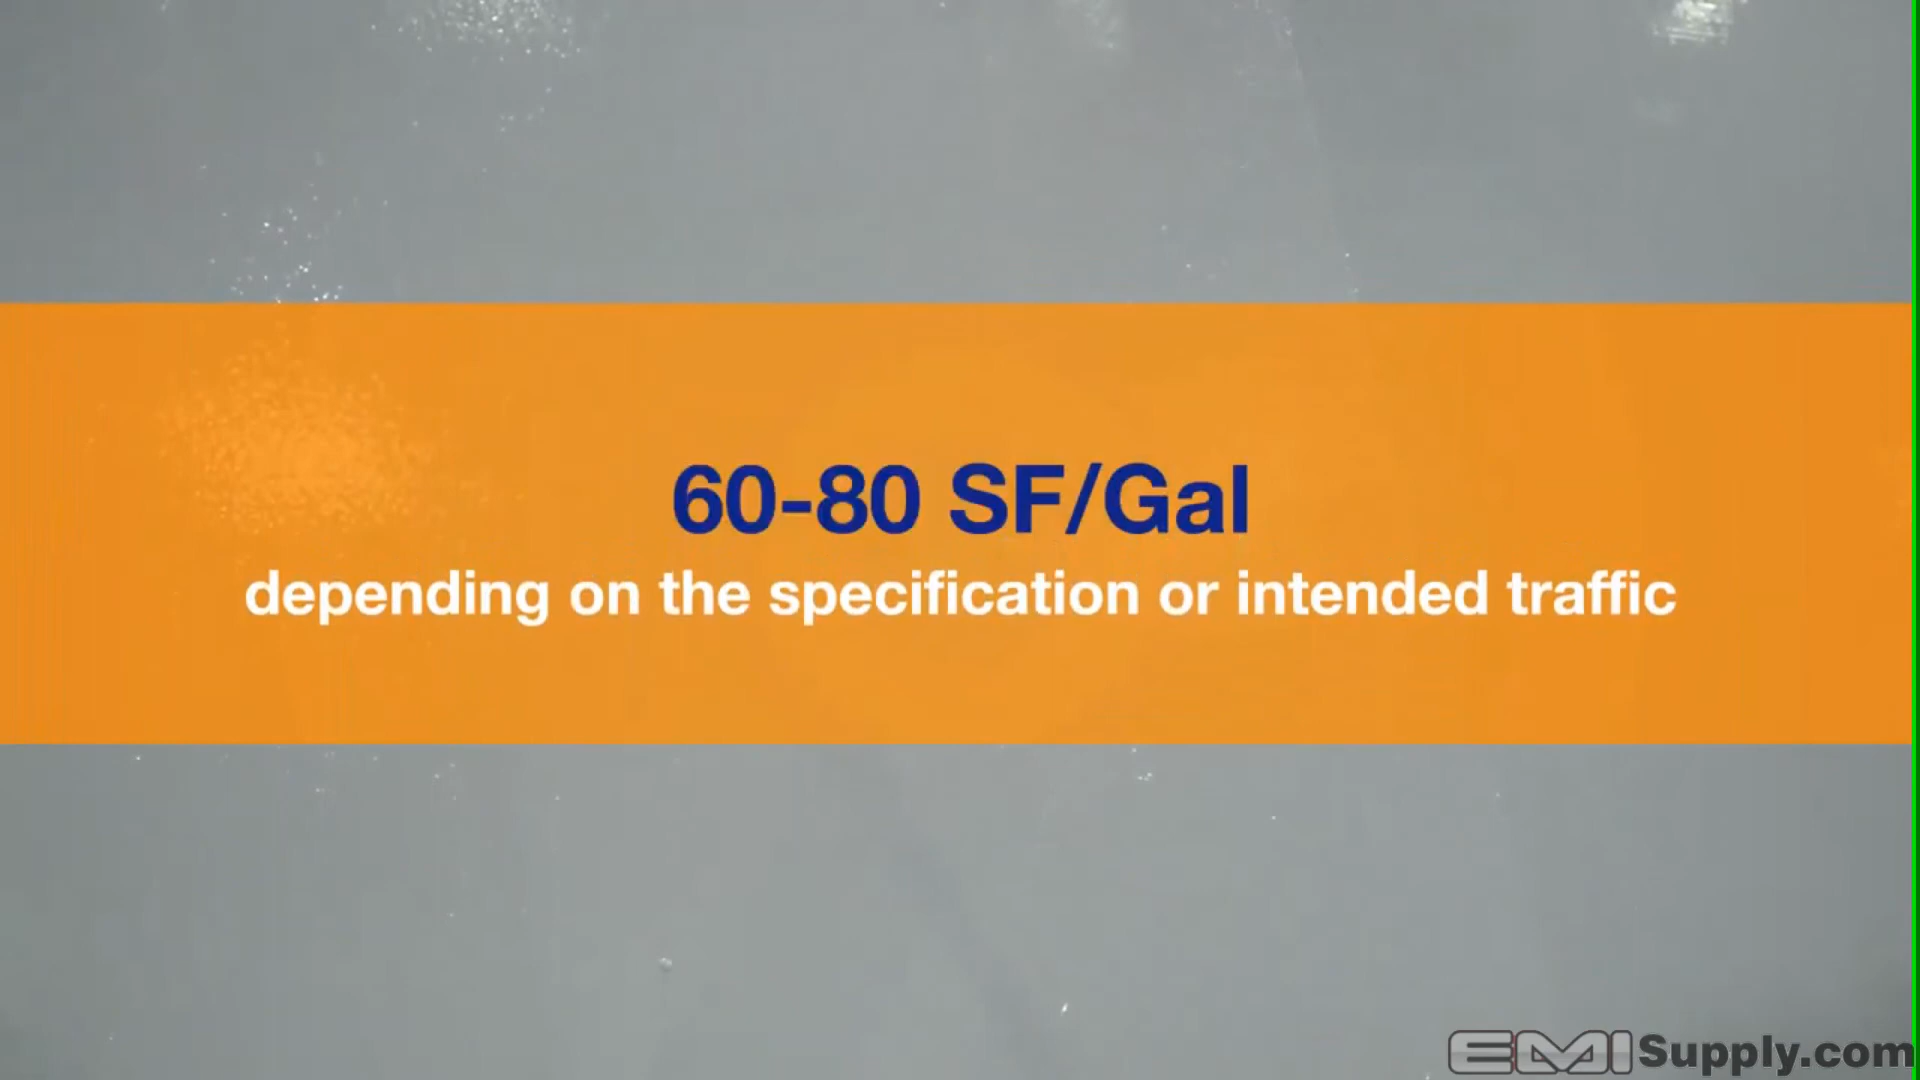 60-80 SF/Gal
depending on the specification or intended traffic
EMISupply.com